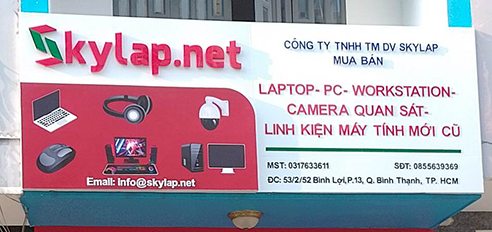 Skylap.net
Email: Info@skylap.net
CÔNG TY TNHH TM DV SKYLAP
MUA BÁN
LAPTOP- PC- WORKSTATION-
CAMERA QUAN SÁT-
LINH KIỆN MÁY TÍNH MỚI CŨ
MST: 0317633611 SĐT: 0855639369
ĐC: 53/2/52 Bình Lợi,P.13, Q. Bình Thạnh, TP. HCM